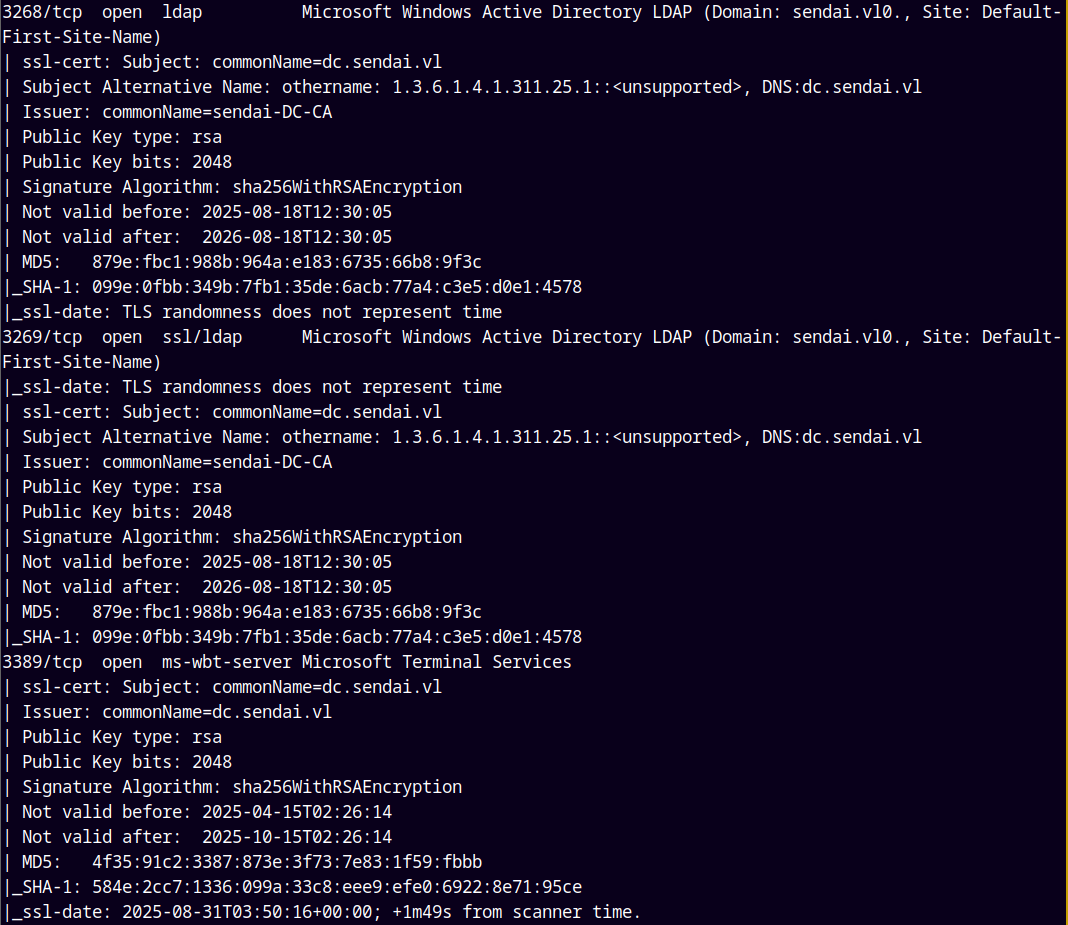 3268/tcp  open  ldap          Microsoft Windows Active Directory LDAP (Domain: sendai.vl0., Site: Default-
First-Site-Name)
| ssl-cert: Subject: commonName=dc.sendai.vl
| Subject Alternative Name: othername: 1.3.6.1.4.1.311.25.1::<unsupported>, DNS:dc.sendai.vl
| Issuer: commonName=sendai-DC-CA
| Public Key type: rsa
| Public Key bits: 2048
| Signature Algorithm: sha256WithRSAEncryption
| Not valid before: 2025-08-18T12:30:05
| Not valid after:  2026-08-18T12:30:05
| MD5:   879e:fbc1:988b:964a:e183:6735:66b8:9f3c
|_SHA-1: 099e:0fbb:349b:7fb1:35de:6acb:77a4:c3e5:d0e1:4578
|_ssl-date: TLS randomness does not represent time
3269/tcp  open  ssl/ldap      Microsoft Windows Active Directory LDAP (Domain: sendai.vl0., Site: Default-
First-Site-Name)
|_ssl-date: TLS randomness does not represent time
| ssl-cert: Subject: commonName=dc.sendai.vl
| Subject Alternative Name: othername: 1.3.6.1.4.1.311.25.1::<unsupported>, DNS:dc.sendai.vl
| Issuer: commonName=sendai-DC-CA
| Public Key type: rsa
| Public Key bits: 2048
| Signature Algorithm: sha256WithRSAEncryption
| Not valid before: 2025-08-18T12:30:05
| Not valid after:  2026-08-18T12:30:05
| MD5:   879e:fbc1:988b:964a:e183:6735:66b8:9f3c
|_SHA-1: 099e:0fbb:349b:7fb1:35de:6acb:77a4:c3e5:d0e1:4578
3389/tcp  open  ms-wbt-server Microsoft Terminal Services
| ssl-cert: Subject: commonName=dc.sendai.vl
| Issuer: commonName=dc.sendai.vl
| Public Key type: rsa
| Public Key bits: 2048
| Signature Algorithm: sha256WithRSAEncryption
| Not valid before: 2025-04-15T02:26:14
| Not valid after:  2025-10-15T02:26:14
| MD5:   4f35:91c2:3387:873e:3f73:7e83:1f59:fbbb
|_SHA-1: 584e:2cc7:1336:099a:33c8:eee9:efe0:6922:8e71:95ce
|_ssl-date: 2025-08-31T03:50:16+00:00; +1m49s from scanner time.